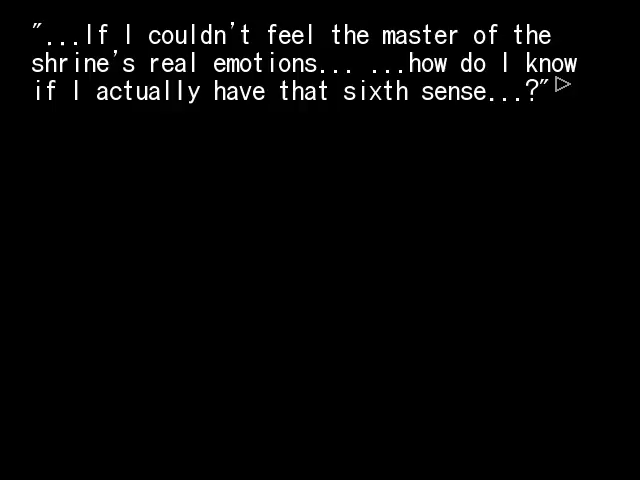 "...If I couldn't feel the master of the
shrine's real emotions... ...how do I know
if I actually have that sixth sense...?"